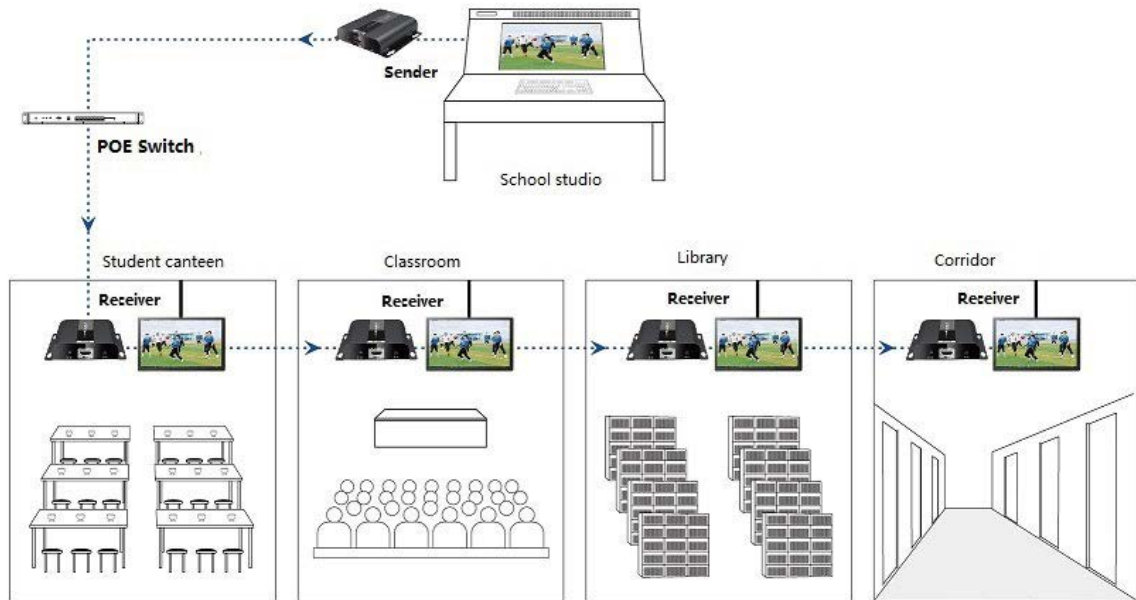 Sender
POE Switch
School studio
Student canteen
Classroom
Library
Corridor
Receiver
Receiver
Receiver
Receiver